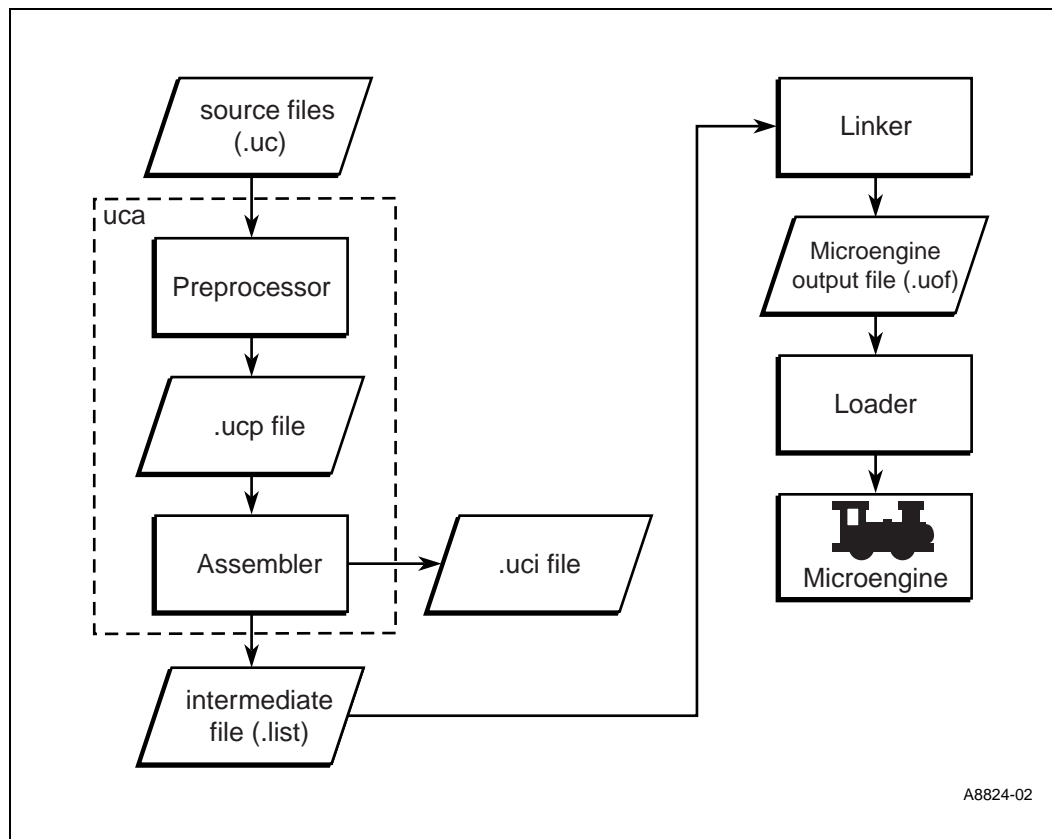 source files
(.uc)
uca
Preprocessor
.ucp file
Assembler
.uci file
intermediate
file (.list)
Linker
Microengine
output file (.uof)
Loader
Microengine
A8824-02